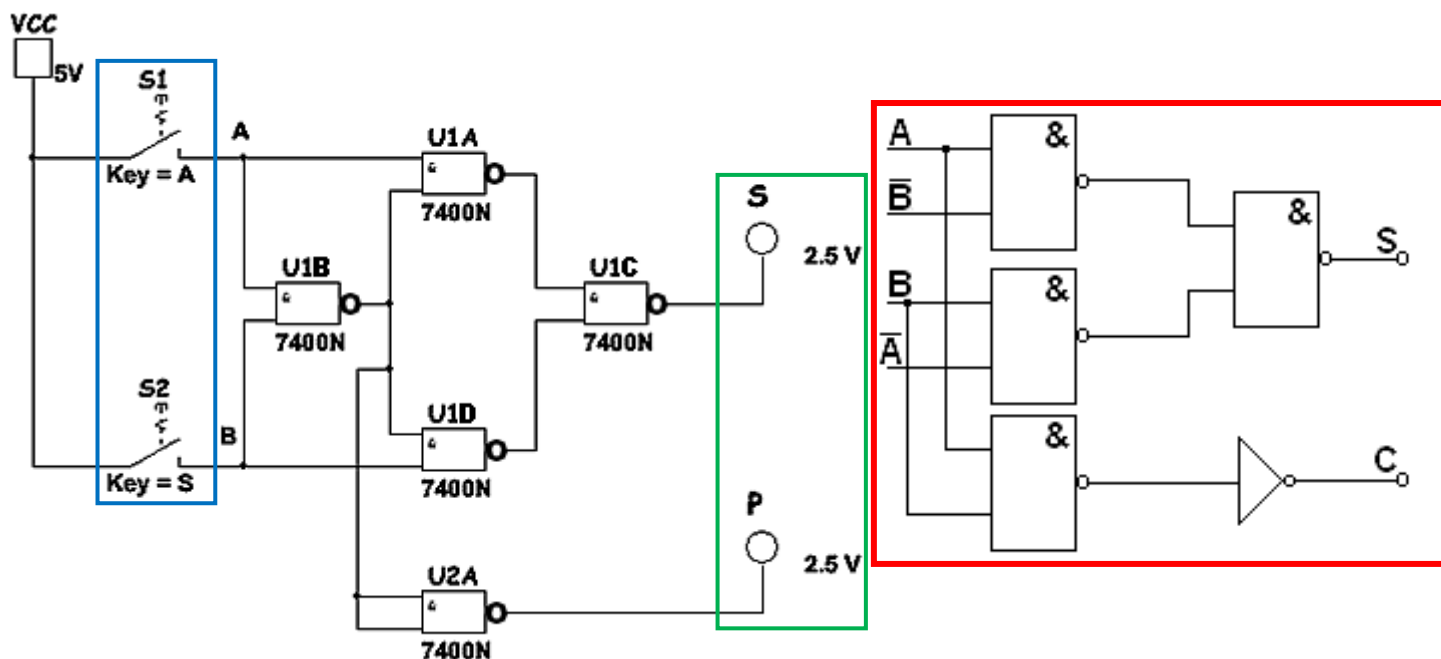 VCC
5V
S1
Key = A
A
U1A
&
7400N
U1B
&
7400N
U1C
&
7400N
S2
Key = S
B
U1D
&
7400N
U2A
&
7400N
S
2.5 V
P
2.5 V
A
&
B̅
B
&
A̅
&
&
S
C